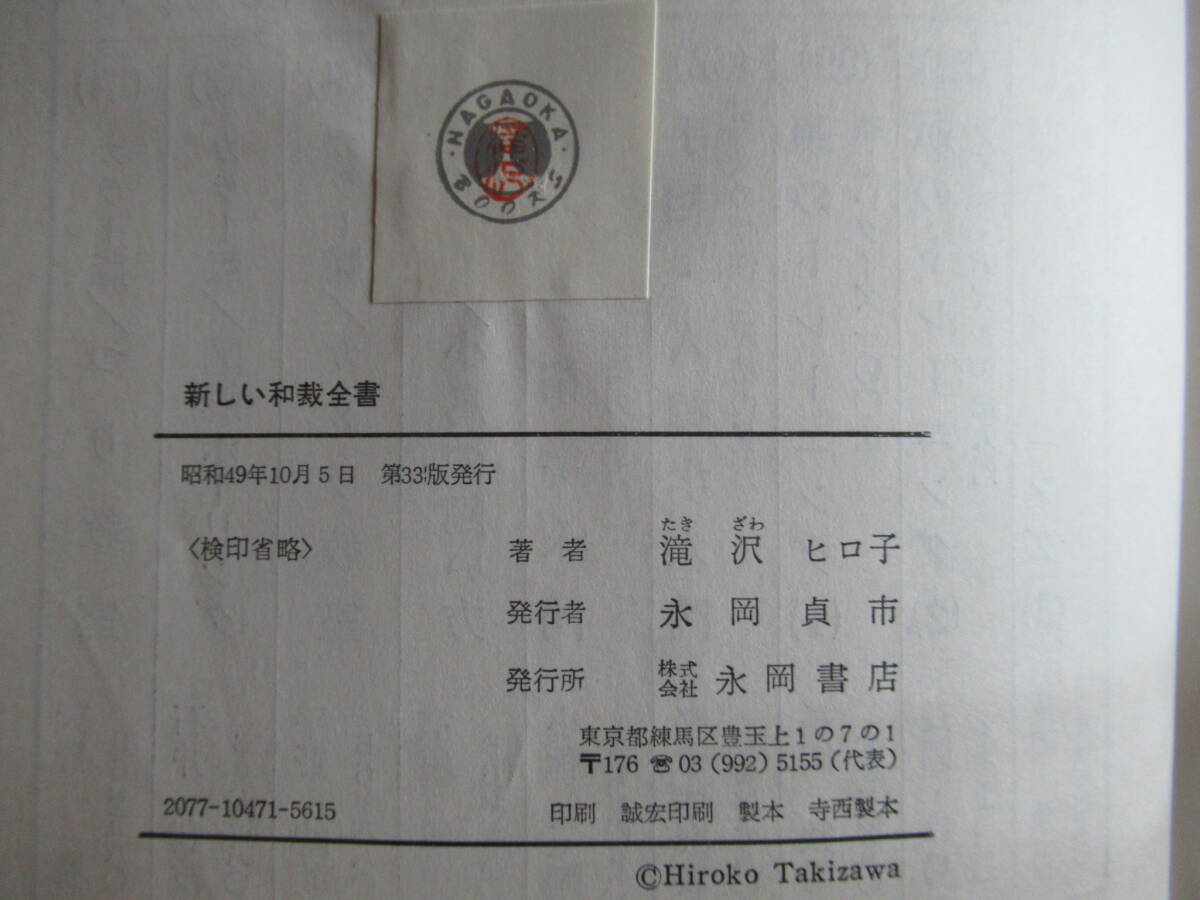 NAGAOKA
BOOKS
新しい和裁全書
昭和49年10月5日 第33版発行
〈検印省略〉
著者 滝沢ヒロ子
たき ざわ
発行者 永岡貞市
発行所 株式会社 永岡書店
東京都練馬区豊玉上1の7の1
〒176 ☎03(992)5155(代表)
2077-10471-5615
印刷 誠宏印刷 製本 寺西製本
©Hiroko Takizawa